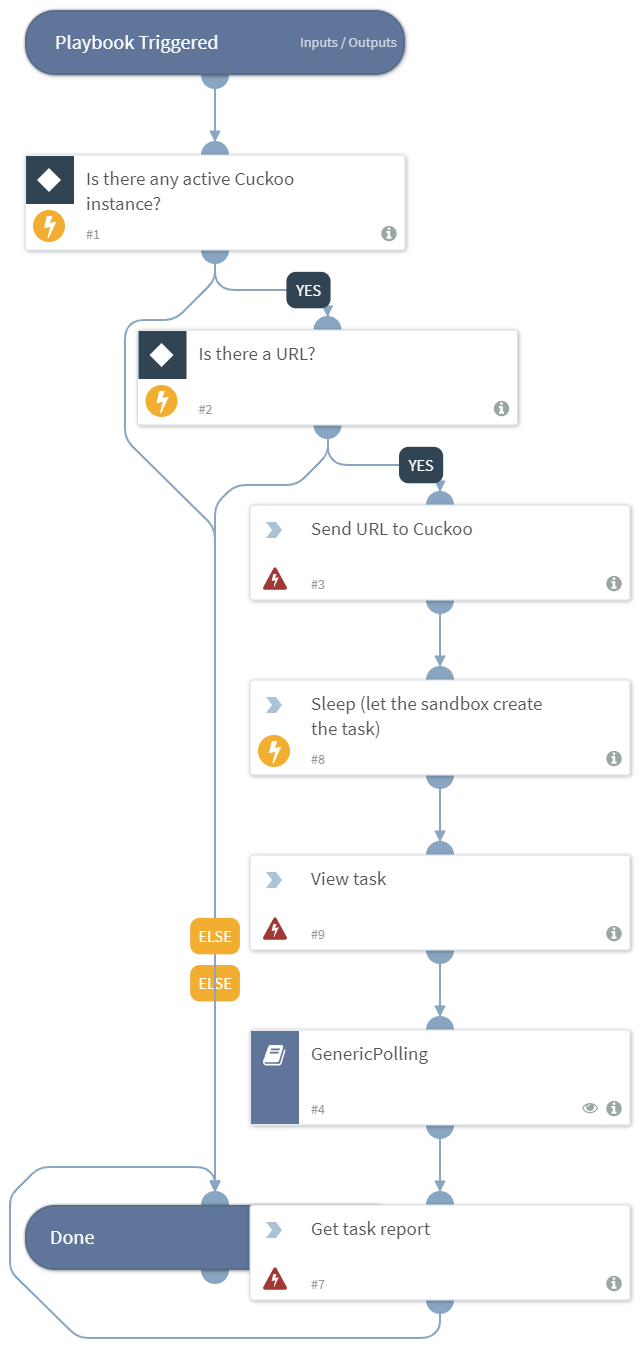 Playbook Triggered
Inputs / Outputs
Is there any active Cuckoo
instance?
#1
YES
Is there a URL?
#2
YES
Send URL to Cuckoo
#3
Sleep (let the sandbox create
the task)
#8
View task
#9
ELSE
ELSE
GenericPolling
#4
Done
Get task report
#7